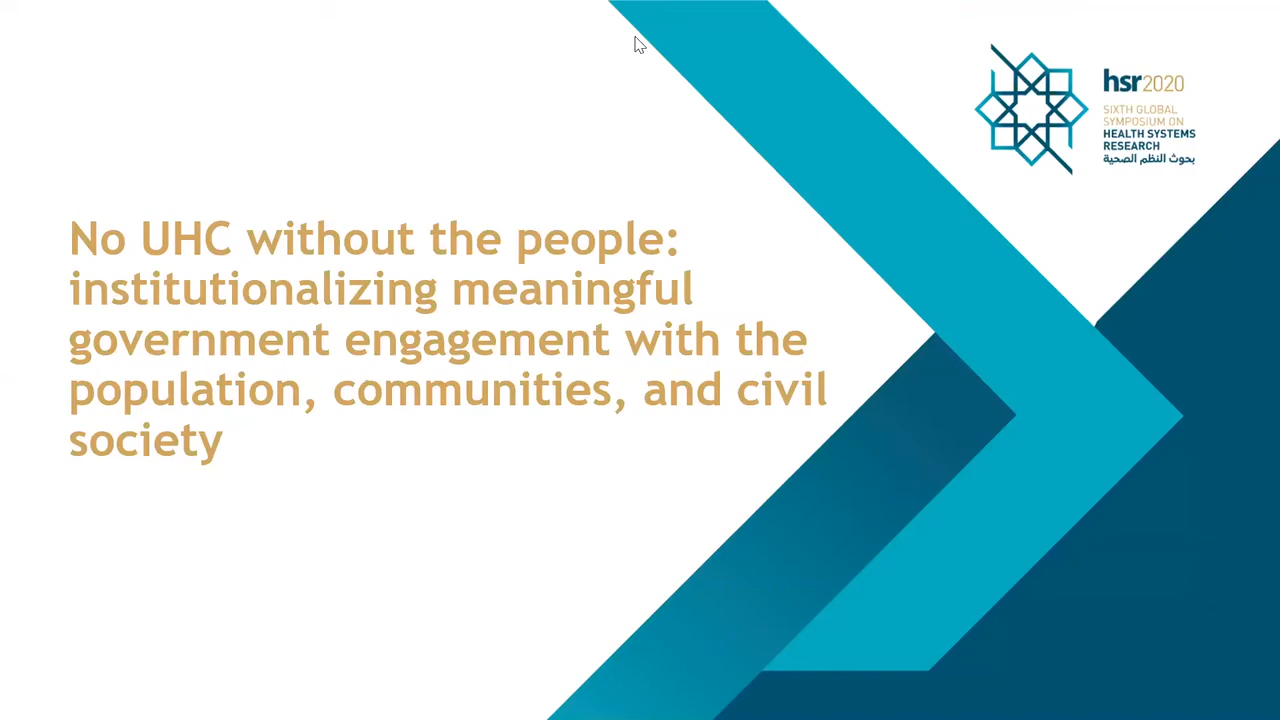 hsr2020
SIXTH GLOBAL
SYMPOSIUM ON
HEALTH SYSTEMS
RESEARCH
بحوث النظم الصحية
No UHC without the people:
institutionalizing meaningful
government engagement with the
population, communities, and civil
society